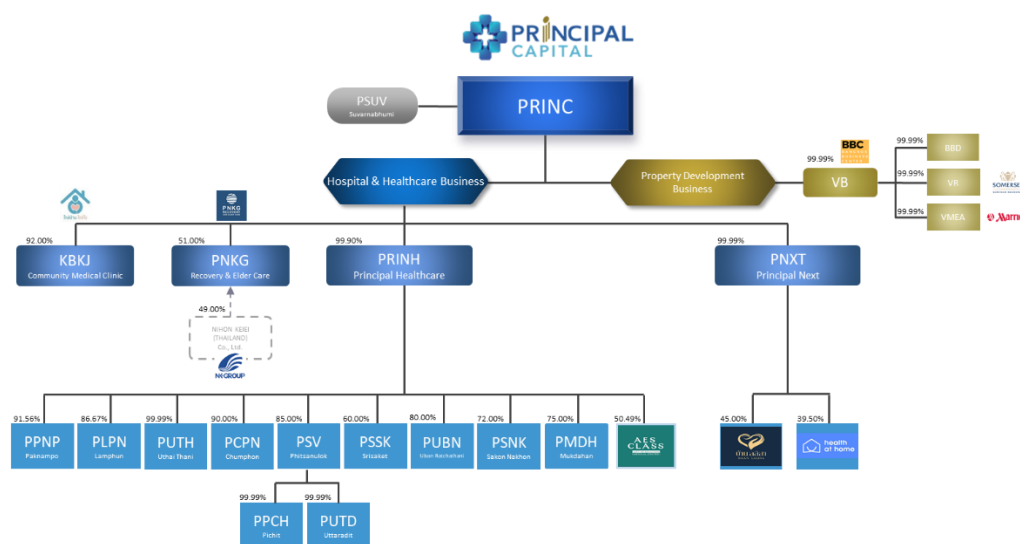 PRINCIPAL
CAPITAL
PSUV
Suvarnabhumi
PRINC
Hospital & Healthcare Business
Property Development
Business
99.99%
BBC
VB
99.99%
BBD
99.99%
VR
SOMERSET
99.99%
VMEA
Marrio
92.00%
KBKJ
Community Medical Clinic
PNKG
51.00%
PNKG
Recovery & Elder Care
99.90%
PRINH
Principal Healthcare
99.99%
PNXT
Principal Next
49.00%
NIHON KEIEI
(THAILAND)
Co., Ltd.
NK GROUP
91.56%
PPNP
Paknampo
86.67%
PLPN
Lamphun
99.99%
PUTH
Uthai Thani
90.00%
PCPN
Chumphon
85.00%
PSV
Phitsanulok
60.00%
PSSK
Srisaket
80.00%
PUBN
Ubon Ratchathani
72.00%
PSNK
Sakon Nakhon
75.00%
PMDH
Mukdahan
50.49%
AES
CLASS
45.00%
39.50%
health
at home
99.99%
PPCH
Pichit
99.99%
PUTD
Uttaradit